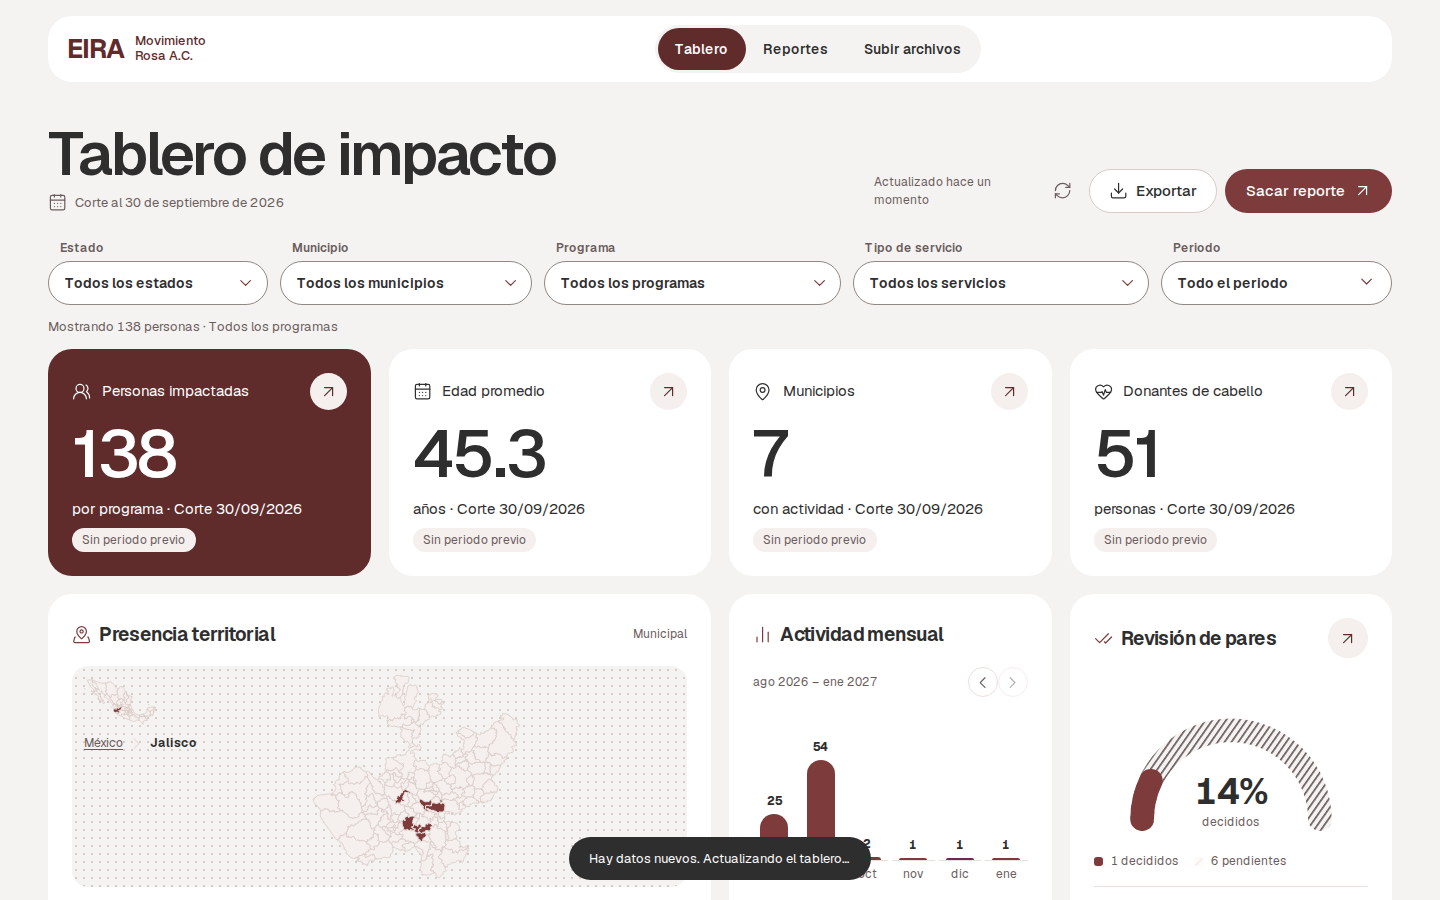 EIRA
Movimiento
Rosa A.C.
Tablero
Reportes
Subir archivos
Tablero de impacto
Corte al 30 de septiembre de 2026
Actualizado hace un
momento
Exportar
Sacar reporte
Estado
Municipio
Programa
Tipo de servicio
Periodo
Todos los estados
Todos los municipios
Todos los programas
Todos los servicios
Todo el periodo
Mostrando 138 personas · Todos los programas
Personas impactadas
138
por programa · Corte 30/09/2026
Sin periodo previo
Edad promedio
45.3
años · Corte 30/09/2026
Sin periodo previo
Municipios
7
con actividad · Corte 30/09/2026
Sin periodo previo
Donantes de cabello
51
personas · Corte 30/09/2026
Sin periodo previo
Presencia territorial
Municipal
México
Jalisco
Actividad mensual
ago 2026 – ene 2027
25
54
2
1
1
1
nov
dic
ene
Revisión de pares
14%
decididos
1 decididos
6 pendientes
Hay datos nuevos. Actualizando el tablero…